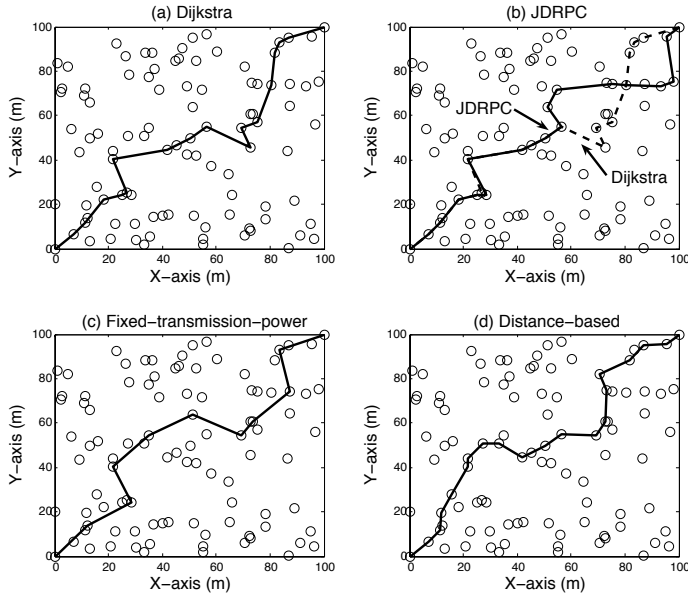 (a) Dijkstra
100
80
60
40
20
0
0 20 40 60 80 100
Y−axis (m)
X−axis (m)
(b) JDRPC
100
80
60
40
20
0
0 20 40 60 80 100
Y−axis (m)
X−axis (m)
JDRPC
Dijkstra
(c) Fixed−transmission−power
100
80
60
40
20
0
0 20 40 60 80 100
Y−axis (m)
X−axis (m)
(d) Distance−based
100
80
60
40
20
0
0 20 40 60 80 100
Y−axis (m)
X−axis (m)